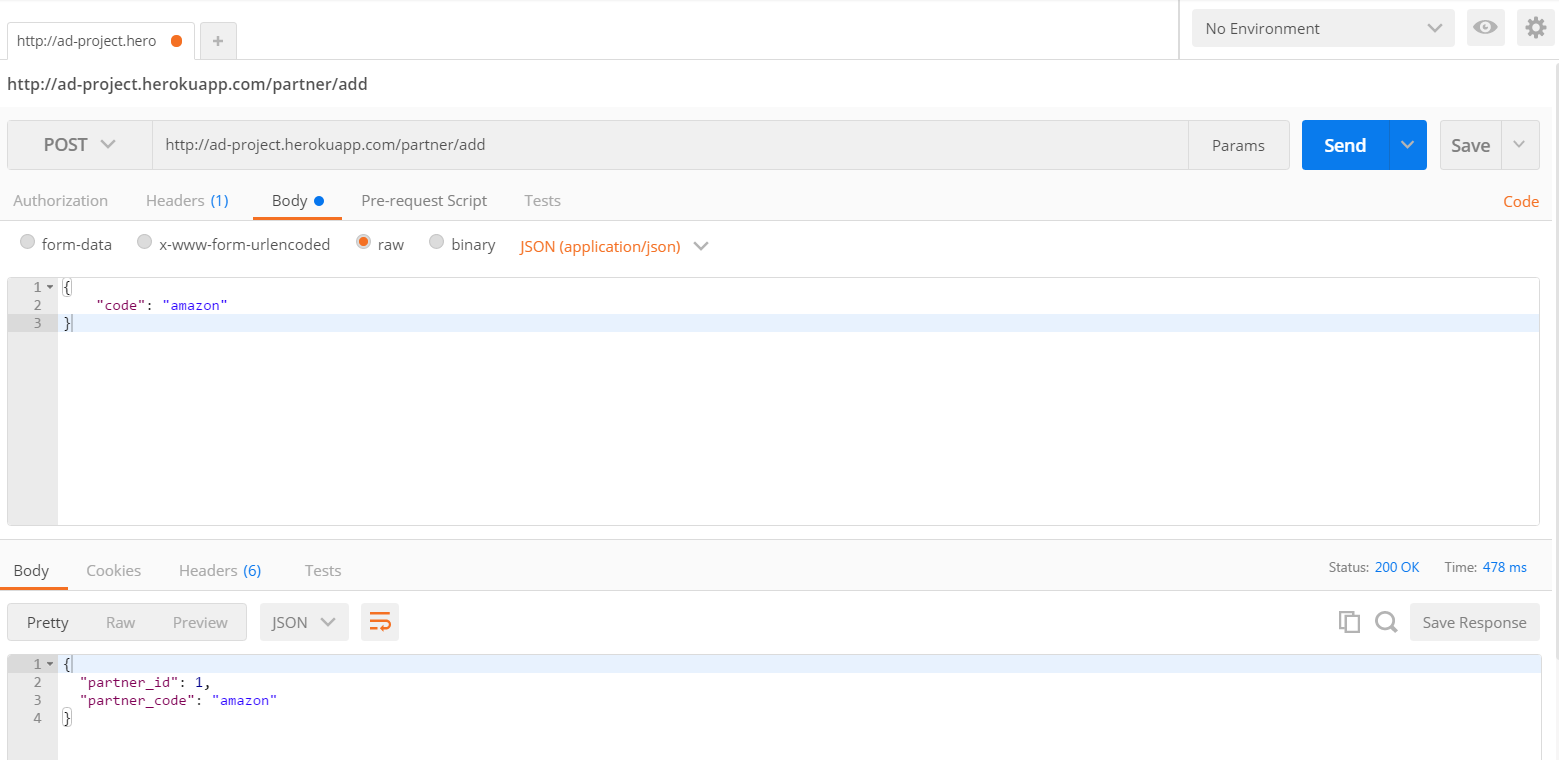 http://ad-project.hero
+
No Environment
http://ad-project.herokuapp.com/partner/add
POST http://ad-project.herokuapp.com/partner/add Params Send Save
Authorization Headers (1) Body Pre-request Script Tests Code
form-data x-www-form-urlencoded raw binary JSON (application/json)
1 {
2 "code": "amazon"
3 }
Body Cookies Headers (6) Tests Status: 200 OK Time: 478 ms
Pretty Raw Preview JSON Save Response
1 {
2 "partner_id": 1,
3 "partner_code": "amazon"
4 }